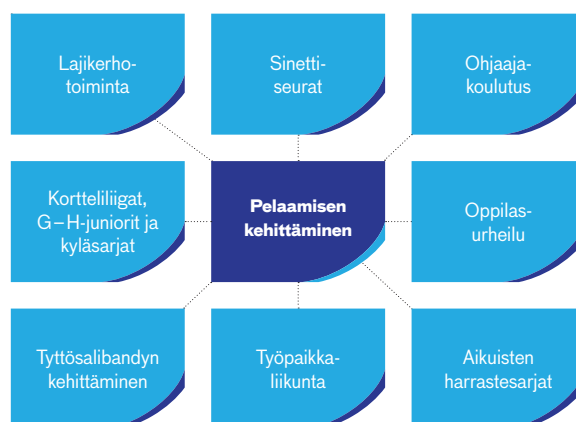 Lajikerho-
toiminta
Sinetti-
seurat
Ohjaaja-
koulutus
Kortteliliigat,
G–H-juniorit ja
kyläsarjat
Pelaamisen
kehittäminen
Oppilas-
urheilu
Tyttösalibandyn
kehittäminen
Työpaikka-
liikunta
Aikuisten
harrastesarjat